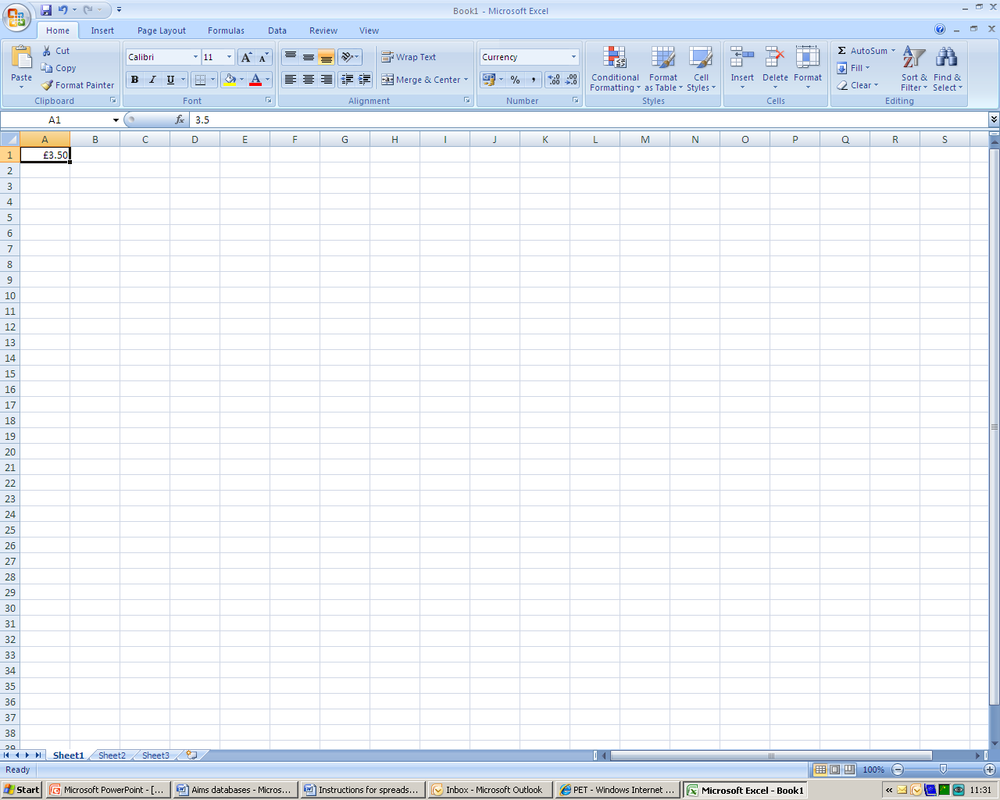 Book1 - Microsoft Excel
Home Insert Page Layout Formulas Data Review View
Paste Cut Copy Format Painter
Calibri 11
B I U A
Wrap Text
Merge & Center
Currency
% ,
Conditional Formatting Format as Table Cell Styles
Insert Delete Format
Σ AutoSum
Fill
Clear
Sort & Filter Find & Select
Clipboard Font Alignment Number Styles Cells Editing
A1 fx 3.5
A B C D E F G H I J K L M N O P Q R S
1 £3.50
2
3
4
5
6
7
8
9
10
11
12
13
14
15
16
17
18
19
20
21
22
23
24
25
26
27
28
29
30
31
32
33
34
35
36
37
38
39
Sheet1 Sheet2 Sheet3
Ready 100%
Start Microsoft PowerPoint - [... Aims databases - Micros... Instructions for spreads... Inbox - Microsoft Outlook PET - Windows Internet ... Microsoft Excel - Book1 « 11:31